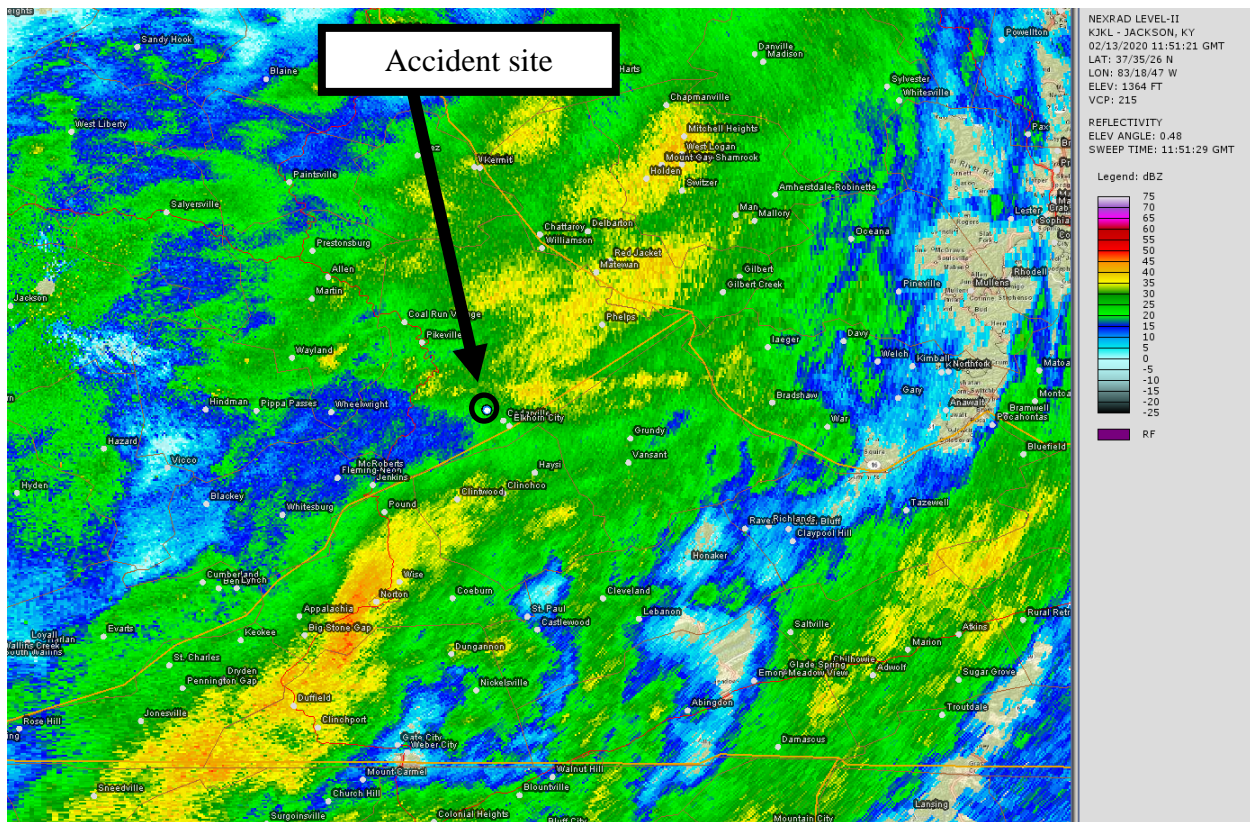 Accident site
NEXRAD LEVEL-II
KJKL - JACKSON, KY
02/13/2020 11:51:21 GMT
LAT: 37/35/26 N
LON: 83/18/47 W
ELEV: 1364 FT
VCP: 215
REFLECTIVITY
ELEV ANGLE: 0.48
SWEEP TIME: 11:51:29 GMT
Legend: dBZ
75
70
65
60
55
50
45
40
35
30
25
20
15
10
5
0
-5
-10
-15
-20
-25
RF
Sandy Hook
Danville
Madison
Powellton
Blaine
Harts
Sylvester
Whitesville
Chapmanville
West Liberty
Mitchell Heights
Pax
West Logan
Kermit
Mount Gay-Shamrock
Holden
Paintsville
Switzer
Amherstdale-Robinette
Salyersville
Man
Mallory
Lester
Sophia
Chattaroy
Delbarton
Oceana
Prestonsburg
Williamson
Red Jacket
Matewan
Allen
Gilbert
Rhodell
Martin
Gilbert Creek
Pineville
Mullens
Jackson
Coal Run Village
Phelps
Pikeville
Iaeger
Davy
Wayland
Welch
Kimball
Northfork
Matoa
Gary
Hindman
Pippa Passes
Wheelwright
Bradshaw
Anawalt
Bramwell
Montca
Elkhorn City
War
Pocahontas
Grundy
Hazard
Vansant
Bluefield
Vicco
McRoberts
Fleming-Neon
Haysi
Jenkins
Hyden
Clinchco
Clintwood
Blackey
Pound
Whitesburg
Tazewell
Richlands
Claypool Hill
Honaker
Cumberland
Lynch
Wise
Norton
Coeburn
Cleveland
Appalachia
St. Paul
Lebanon
Rural Retr
Castlewood
Big Stone Gap
Saltville
Atkins
Loyall
Evarts
Keokee
Marion
Dungannon
Chilhowie
St. Charles
Glade Spring
Adwolf
Dryden
Emory-Meadow View
Sugar Grove
Pennington Gap
Nickelsville
Duffield
Abingdon
Jonesville
Troutdale
Rose Hill
Clinchport
Gate City
Weber City
Damascus
Mount Carmel
Walnut Hill
Sneedville
Church Hill
Blountville
Lansing
Surgoinsville
Colonial Heights
Bluff City
Mountain City